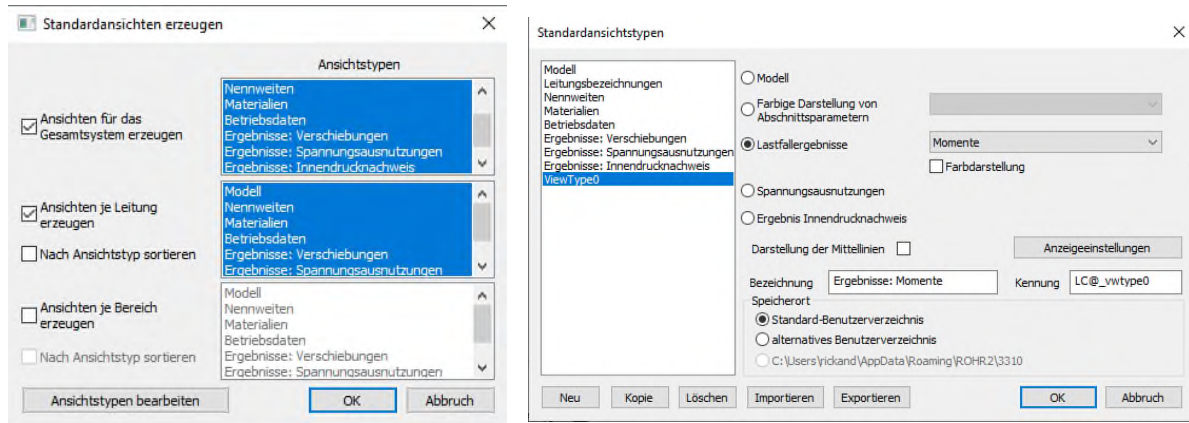 Standardansichten erzeugen
Ansichtstypen
Ansichten für das
Gesamtsystem erzeugen
Nennweiten
Materialien
Betriebsdaten
Ergebnisse: Verschiebungen
Ergebnisse: Spannungsausnutzungen
Ergebnisse: Innendrucknachweis
Ansichten je Leitung
erzeugen
Nach Ansichtstyp sortieren
Modell
Nennweiten
Materialien
Betriebsdaten
Ergebnisse: Verschiebungen
Ergebnisse: Spannungsausnutzungen
Ansichten je Bereich
erzeugen
Nach Ansichtstyp sortieren
Modell
Nennweiten
Materialien
Betriebsdaten
Ergebnisse: Verschiebungen
Ergebnisse: Spannungsausnutzungen
Ansichtstypen bearbeiten
OK
Abbruch
Standardansichtstypen
Modell
Leitungsbezeichnungen
Nennweiten
Materialien
Betriebsdaten
Ergebnisse: Verschiebungen
Ergebnisse: Spannungsausnutzungen
Ergebnisse: Innendrucknachweis
ViewType0
Modell
Farbige Darstellung von
Abschnittsparametern
Lastfallergebnisse
Momente
Farbdarstellung
Spannungsausnutzungen
Ergebnis Innendrucknachweis
Darstellung der Mittellinien
Anzeigeeinstellungen
Bezeichnung
Ergebnisse: Momente
Kennung
LC@_vwtype0
Speicherort
Standard-Benutzerverzeichnis
alternatives Benutzerverzeichnis
C:\Users\rickand\AppData\Roaming\ROHR2\3310
Neu
Kopie
Löschen
Importieren
Exportieren
OK
Abbruch